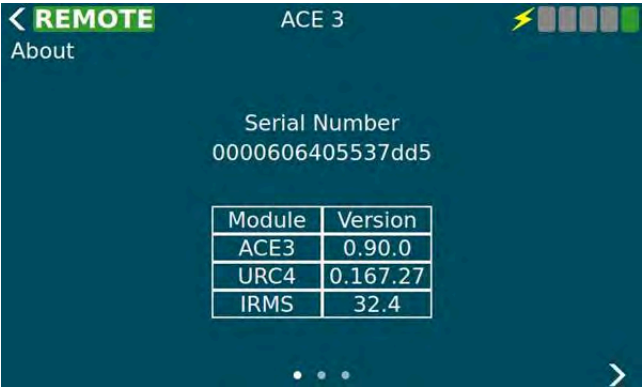 REMOTE ACE 3
About
Serial Number
0000606405537dd5
Module Version
ACE3 0.90.0
URC4 0.167.27
IRMS 32.4